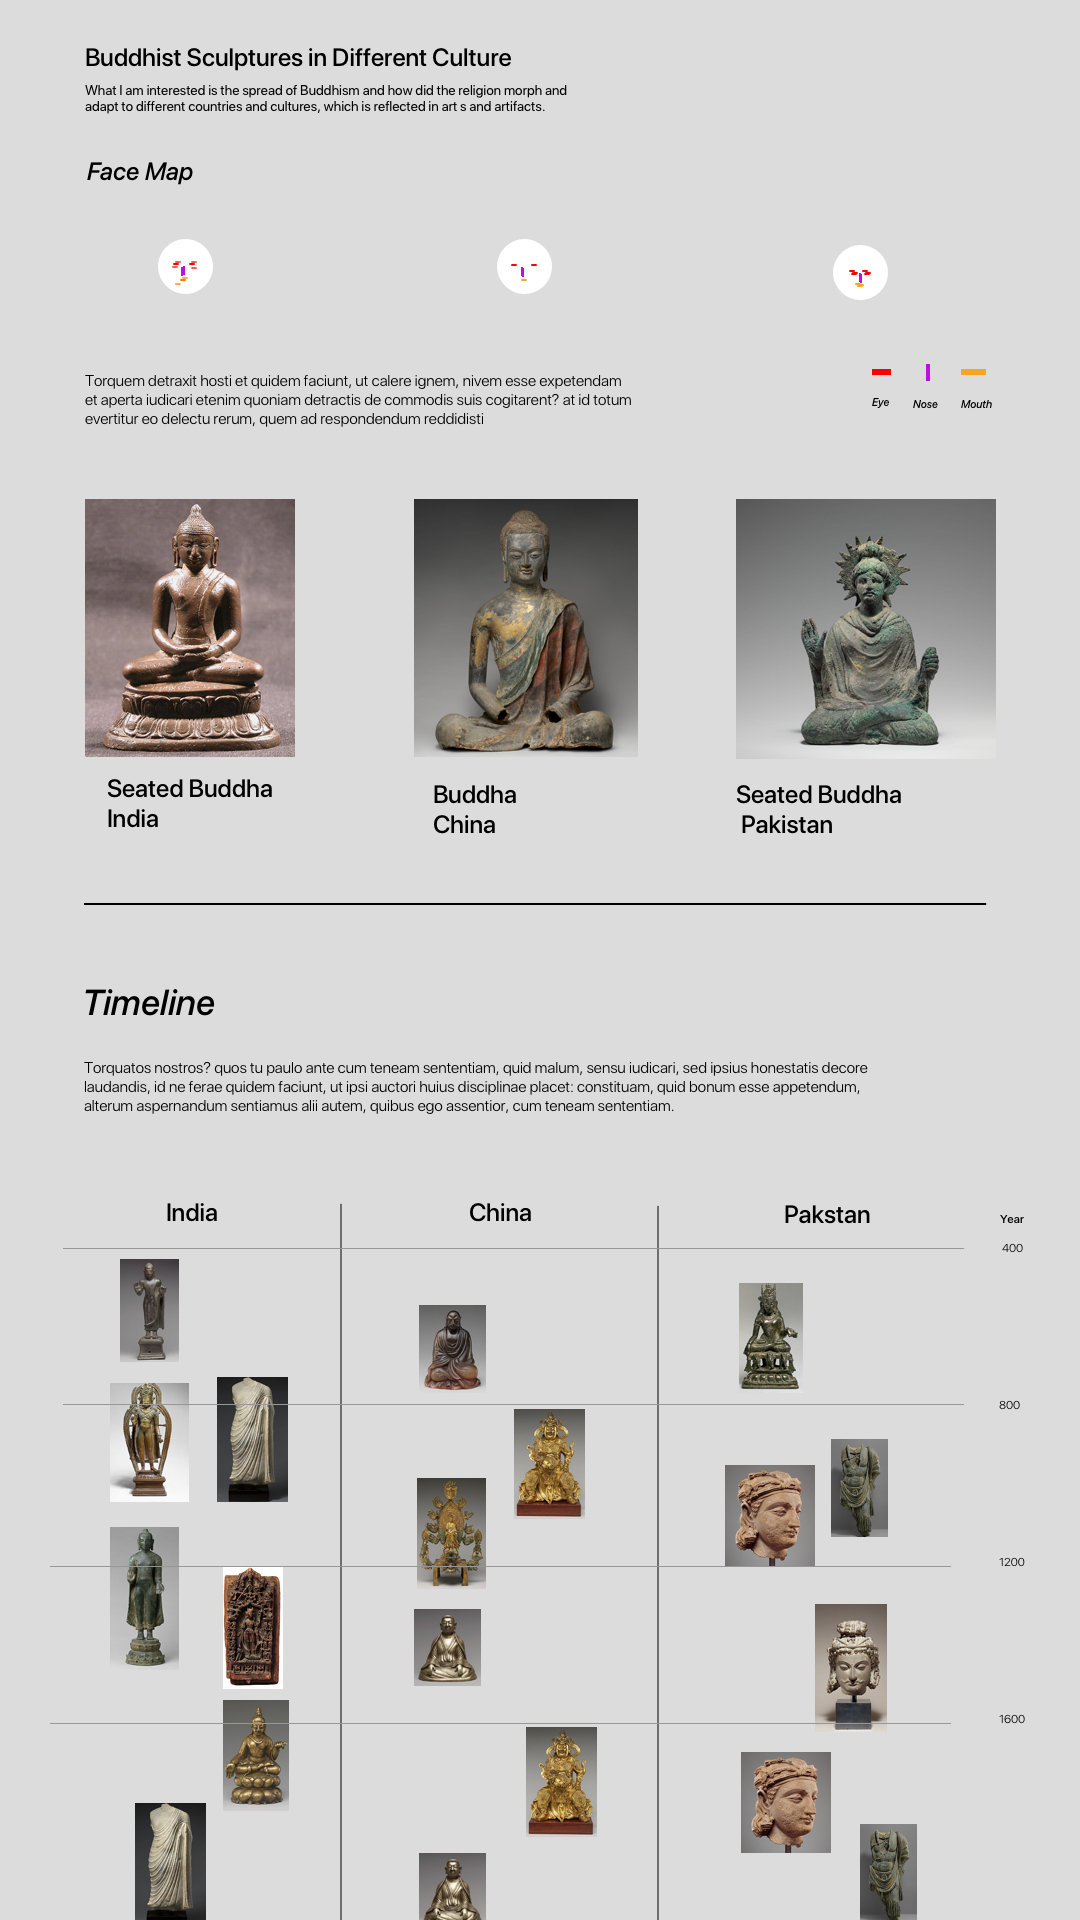 Buddhist Sculptures in Different Culture
What I am interested is the spread of Buddhism and how did the religion morph and
adapt to different countries and cultures, which is reflected in art s and artifacts.
Face Map
Torquem detraxit hosti et quidem faciunt, ut calere ignem, nivem esse expetendam
et aperta iudicari etenim quoniam detractis de commodis suis cogitarent? at id totum
evertitur eo delectu rerum, quem ad respondendum reddidisti
Eye Nose Mouth
Seated Buddha
India
Buddha
China
Seated Buddha
Pakistan
Timeline
Torquatos nostros? quos tu paulo ante cum teneam sententiam, quid malum, sensu iudicari, sed ipsius honestatis decore
laudandis, id ne ferae quidem faciunt, ut ipsi auctori huius disciplinae placet: constituam, quid bonum esse appetendum,
alterum aspernandum sentiamus alii autem, quibus ego assentior, cum teneam sententiam.
India China Pakstan Year
400
800
1200
1600